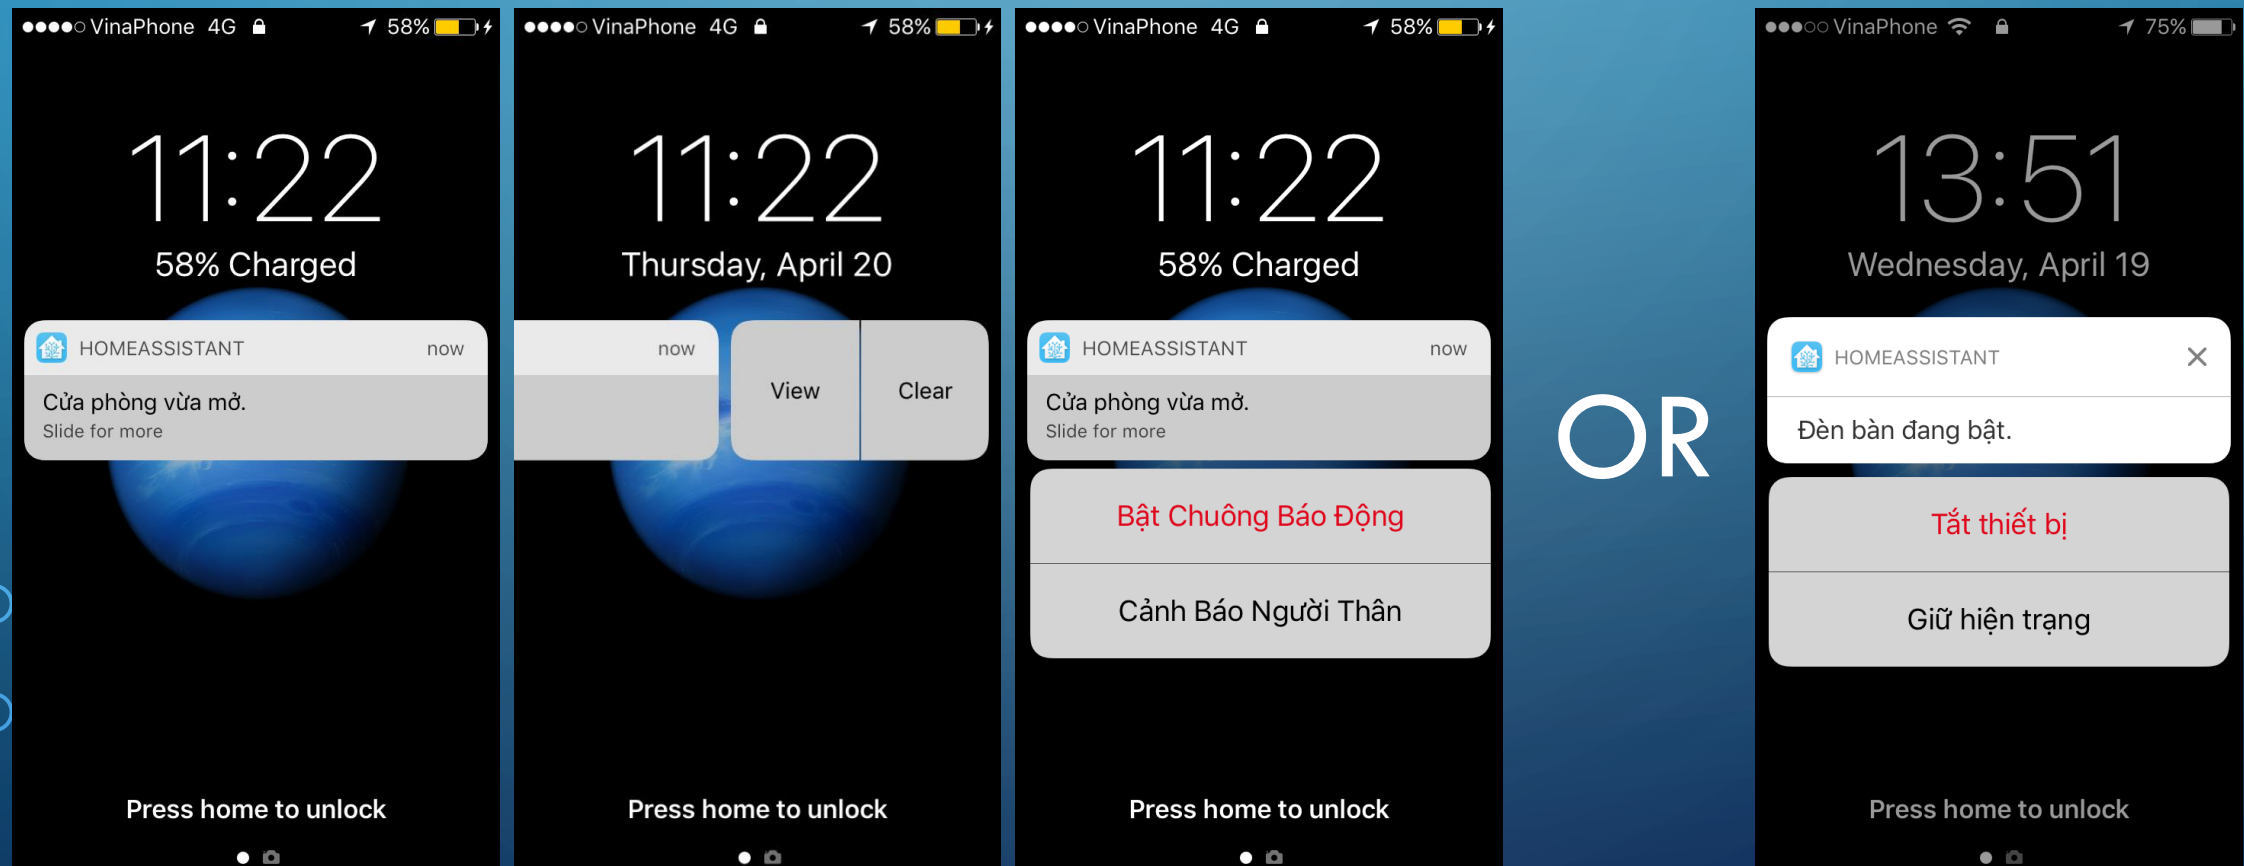 VinaPhone 4G 58%
11:22
58% Charged
HOMEASSISTANT now
Cửa phòng vừa mở.
Slide for more
Press home to unlock
VinaPhone 4G 58%
11:22
Thursday, April 20
now
View Clear
Press home to unlock
VinaPhone 4G 58%
11:22
58% Charged
HOMEASSISTANT now
Cửa phòng vừa mở.
Slide for more
Bật Chuông Báo Động
Cảnh Báo Người Thân
Press home to unlock
OR
VinaPhone 75%
13:51
Wednesday, April 19
HOMEASSISTANT
Đèn bàn đang bật.
Tắt thiết bị
Giữ hiện trạng
Press home to unlock